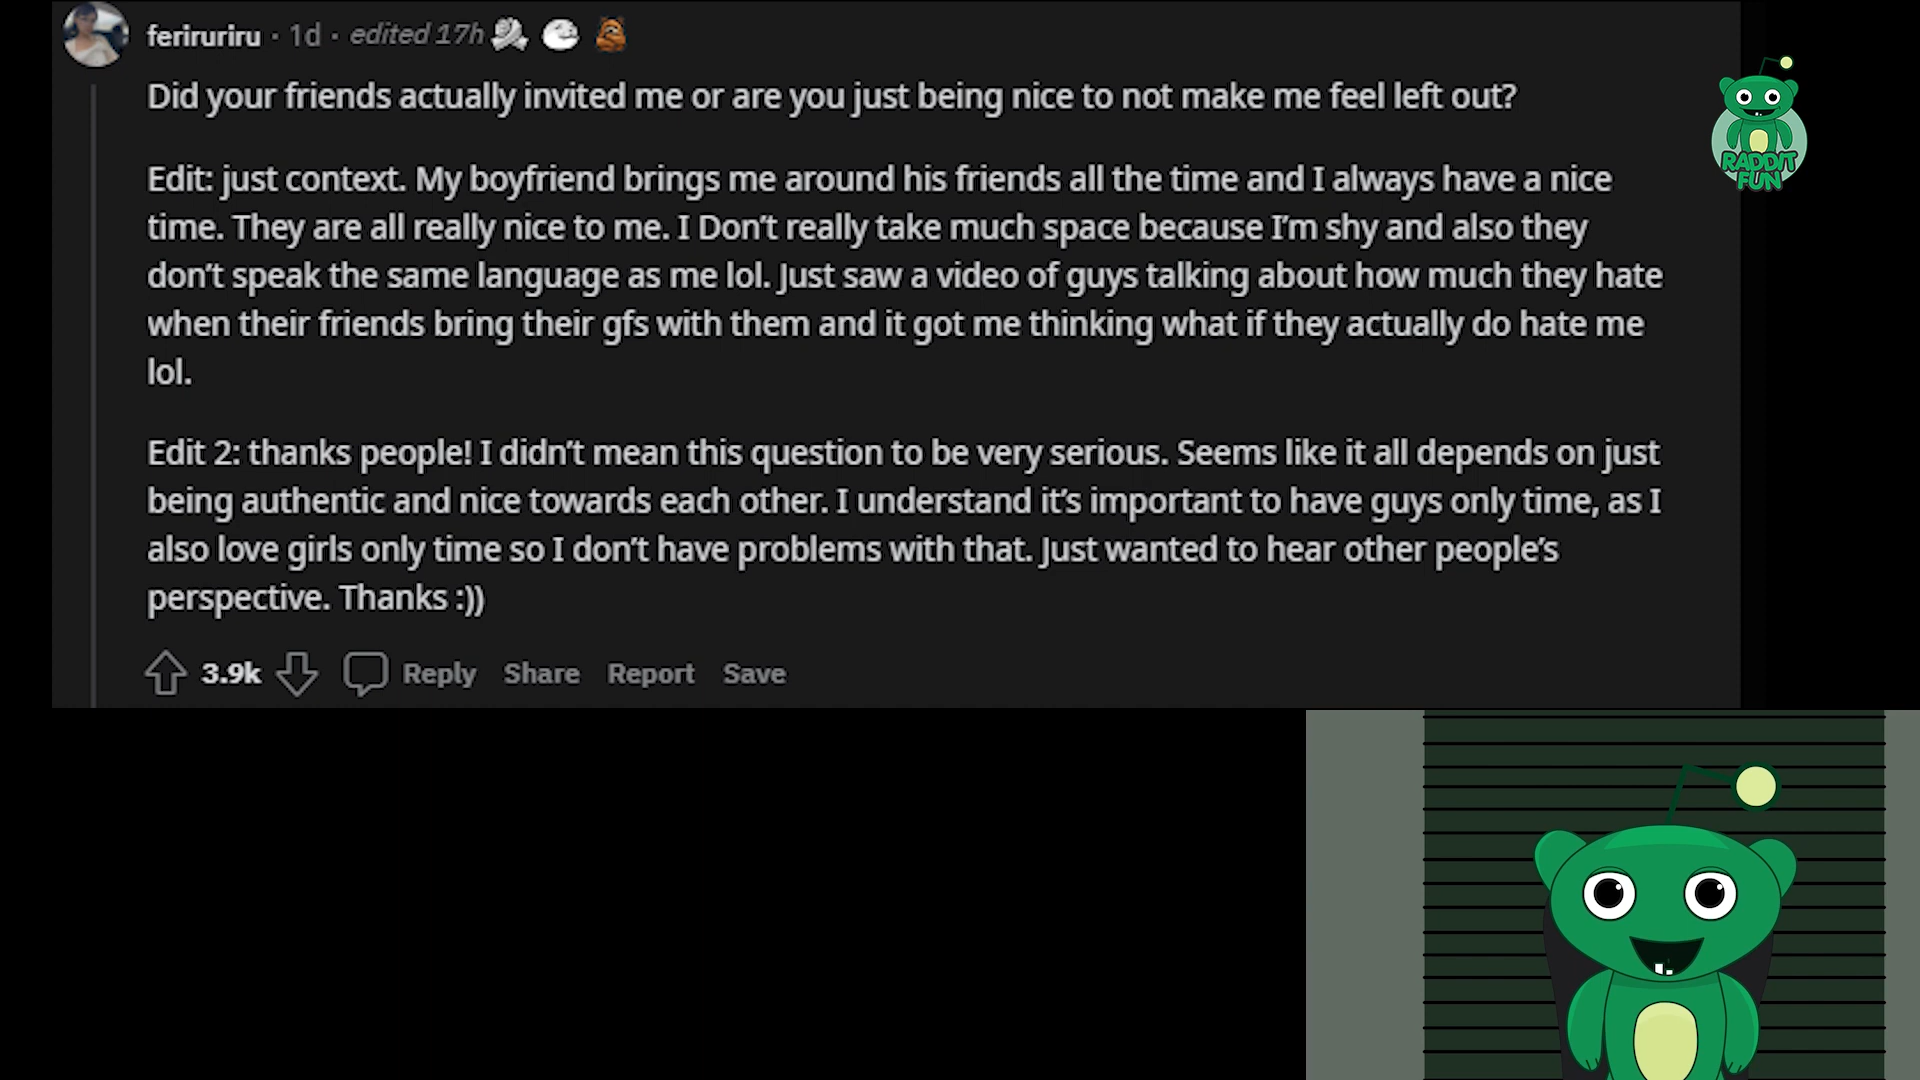 feriruriru · 1d · edited 17h
Did your friends actually invited me or are you just being nice to not make me feel left out?
Edit: just context. My boyfriend brings me around his friends all the time and I always have a nice
time. They are all really nice to me. I Don't really take much space because I'm shy and also they
don't speak the same language as me lol. Just saw a video of guys talking about how much they hate
when their friends bring their gfs with them and it got me thinking what if they actually do hate me
lol.
Edit 2: thanks people! I didn't mean this question to be very serious. Seems like it all depends on just
being authentic and nice towards each other. I understand it's important to have guys only time, as I
also love girls only time so I don't have problems with that. Just wanted to hear other people's
perspective. Thanks :))
3.9k Reply Share Report Save
RADDIT
FUN